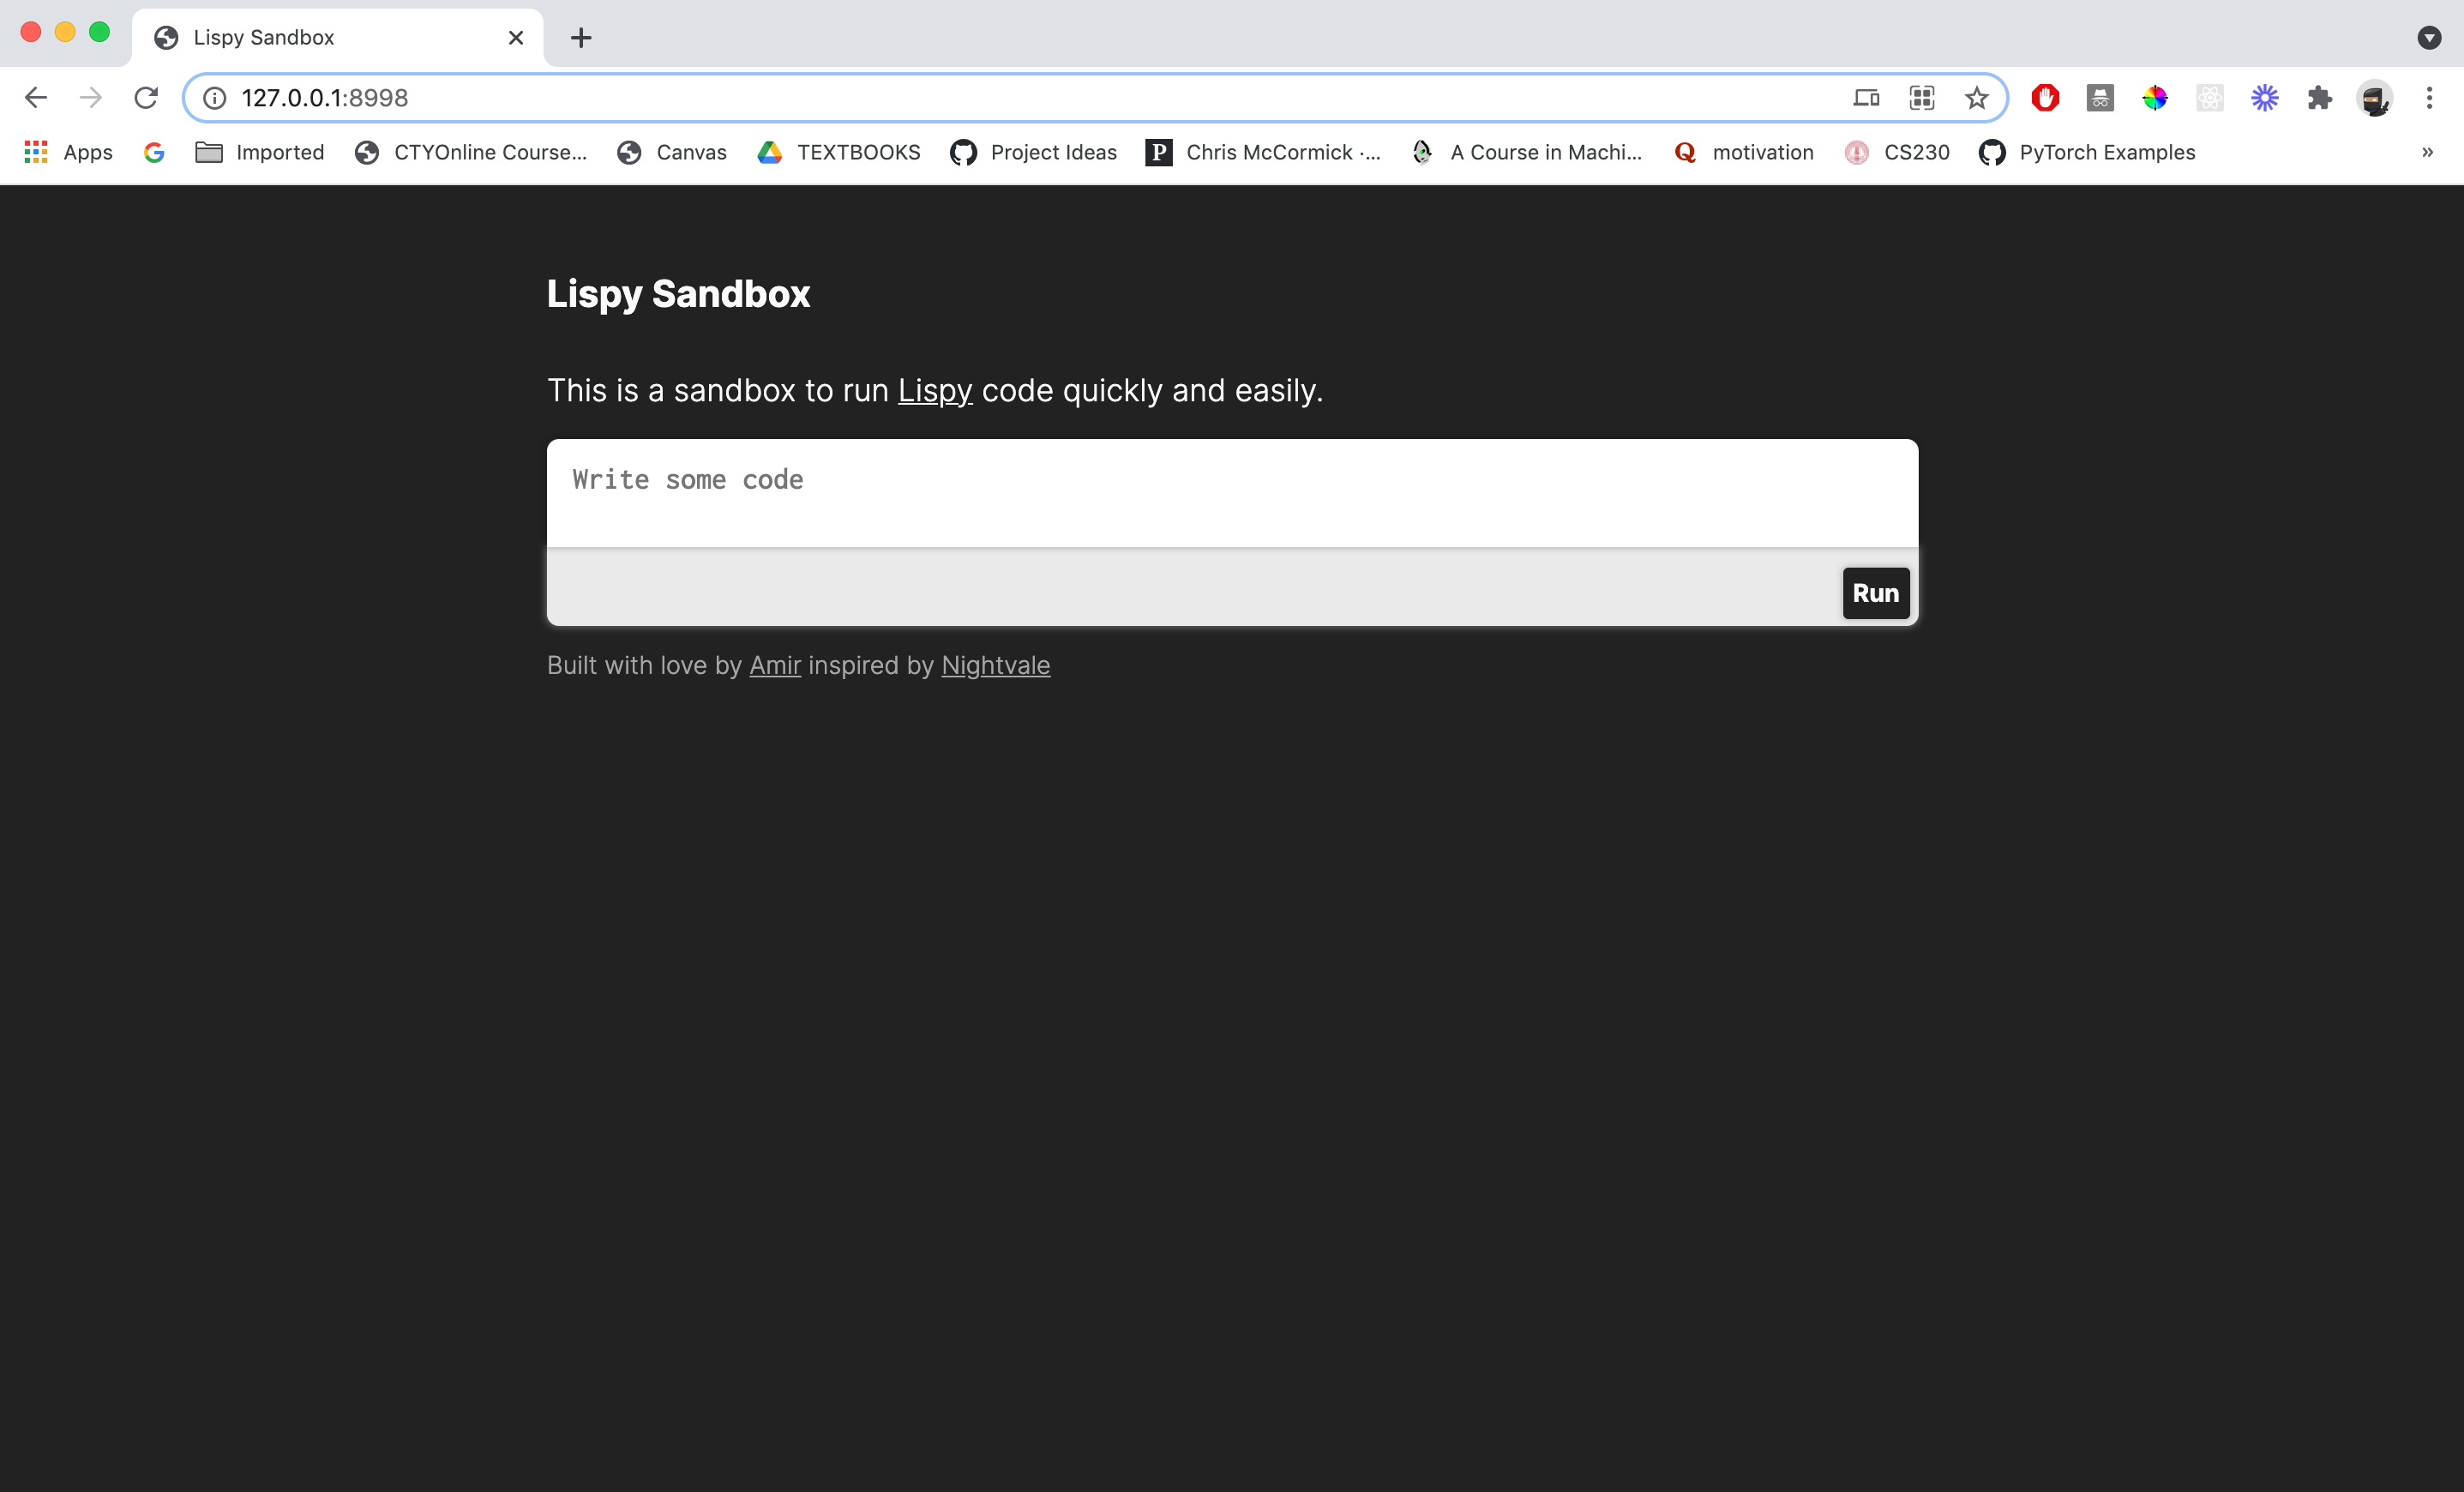 Lispy Sandbox
127.0.0.1:8998
Apps Imported CTYOnline Course... Canvas TEXTBOOKS Project Ideas P Chris McCormick ·... A Course in Machi... Q motivation CS230 PyTorch Examples »
Lispy Sandbox
This is a sandbox to run Lispy code quickly and easily.
Write some code
Run
Built with love by Amir inspired by Nightvale